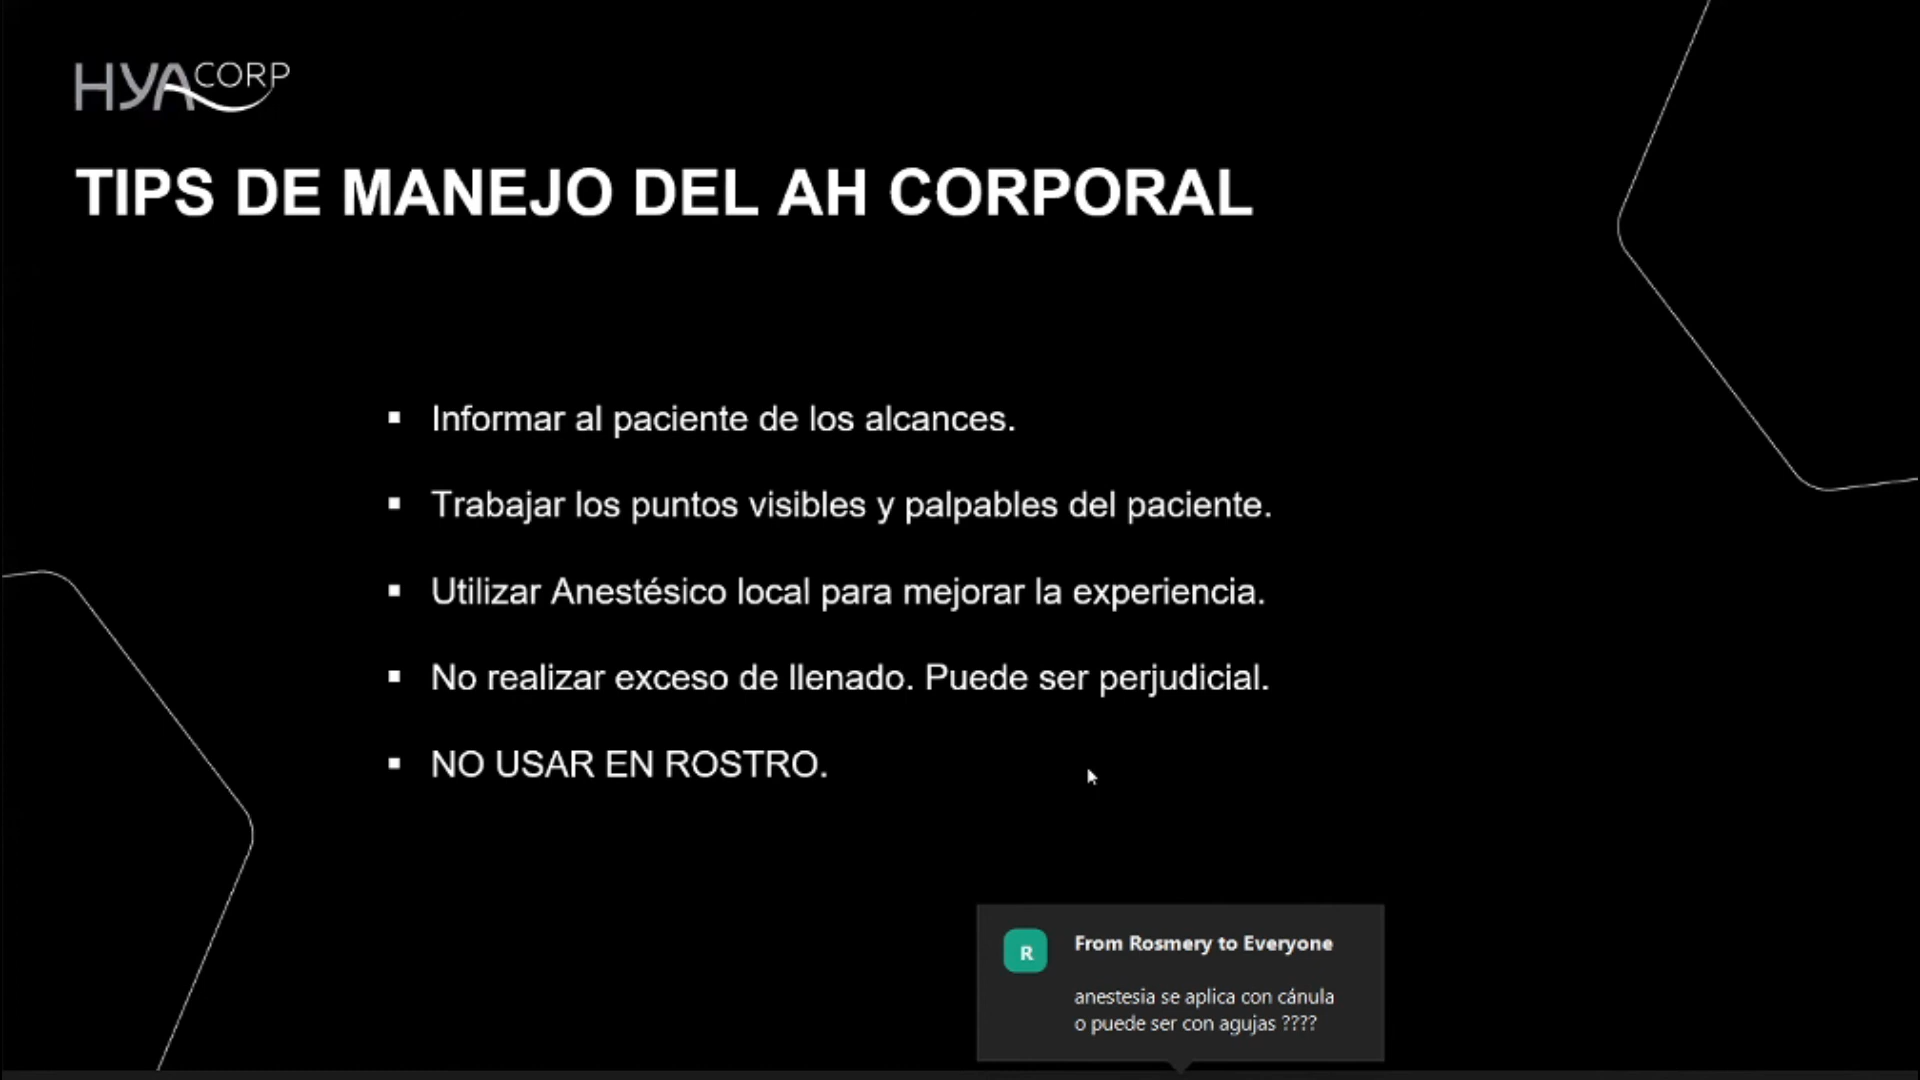 HYACORP
TIPS DE MANEJO DEL AH CORPORAL
▪ Informar al paciente de los alcances.
▪ Trabajar los puntos visibles y palpables del paciente.
▪ Utilizar Anestésico local para mejorar la experiencia.
▪ No realizar exceso de llenado. Puede ser perjudicial.
▪ NO USAR EN ROSTRO.
R
From Rosmery to Everyone
anestesia se aplica con cánula
o puede ser con agujas ????